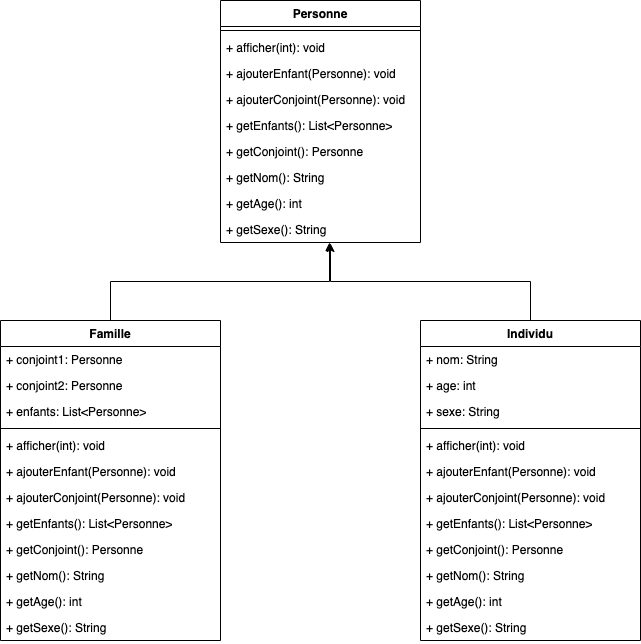 Personne
+ afficher(int): void
+ ajouterEnfant(Personne): void
+ ajouterConjoint(Personne): void
+ getEnfants(): List<Personne>
+ getConjoint(): Personne
+ getNom(): String
+ getAge(): int
+ getSexe(): String
Famille
+ conjoint1: Personne
+ conjoint2: Personne
+ enfants: List<Personne>
+ afficher(int): void
+ ajouterEnfant(Personne): void
+ ajouterConjoint(Personne): void
+ getEnfants(): List<Personne>
+ getConjoint(): Personne
+ getNom(): String
+ getAge(): int
+ getSexe(): String
Individu
+ nom: String
+ age: int
+ sexe: String
+ afficher(int): void
+ ajouterEnfant(Personne): void
+ ajouterConjoint(Personne): void
+ getEnfants(): List<Personne>
+ getConjoint(): Personne
+ getNom(): String
+ getAge(): int
+ getSexe(): String